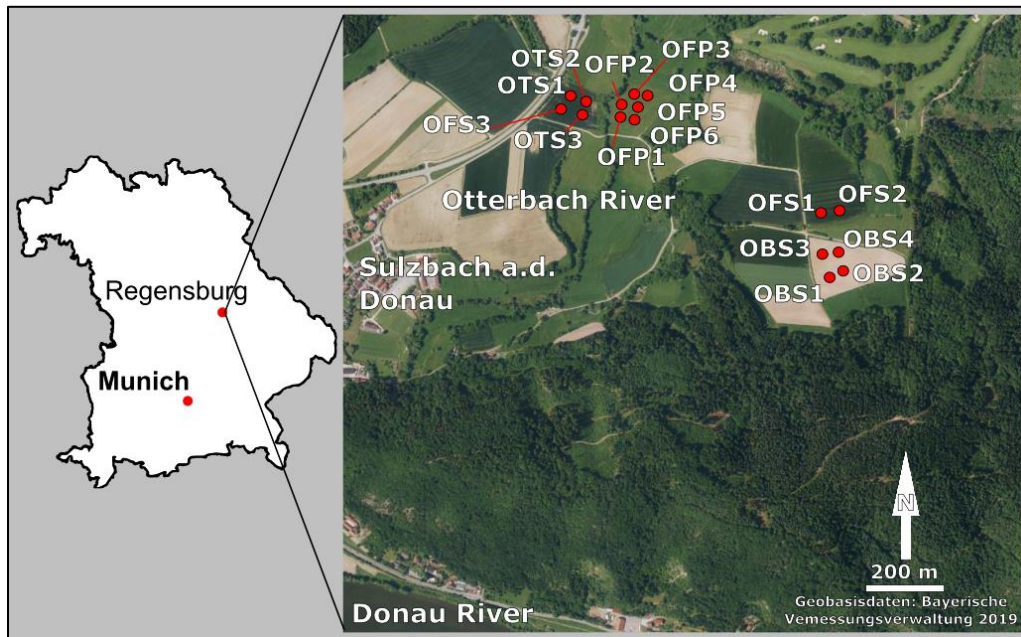 Regensburg
Munich
OTS2
OFP2
OFP3
OTS1
OFP4
OFS3
OFP5
OTS3
OFP6
OFP1
Otterbach River
OFS1
OFS2
OBS3
OBS4
Sulzbach a.d.
Donau
OBS2
OBS1
N
200 m
Geobasisdaten: Bayerische
Vemessungsverwaltung 2019
Donau River